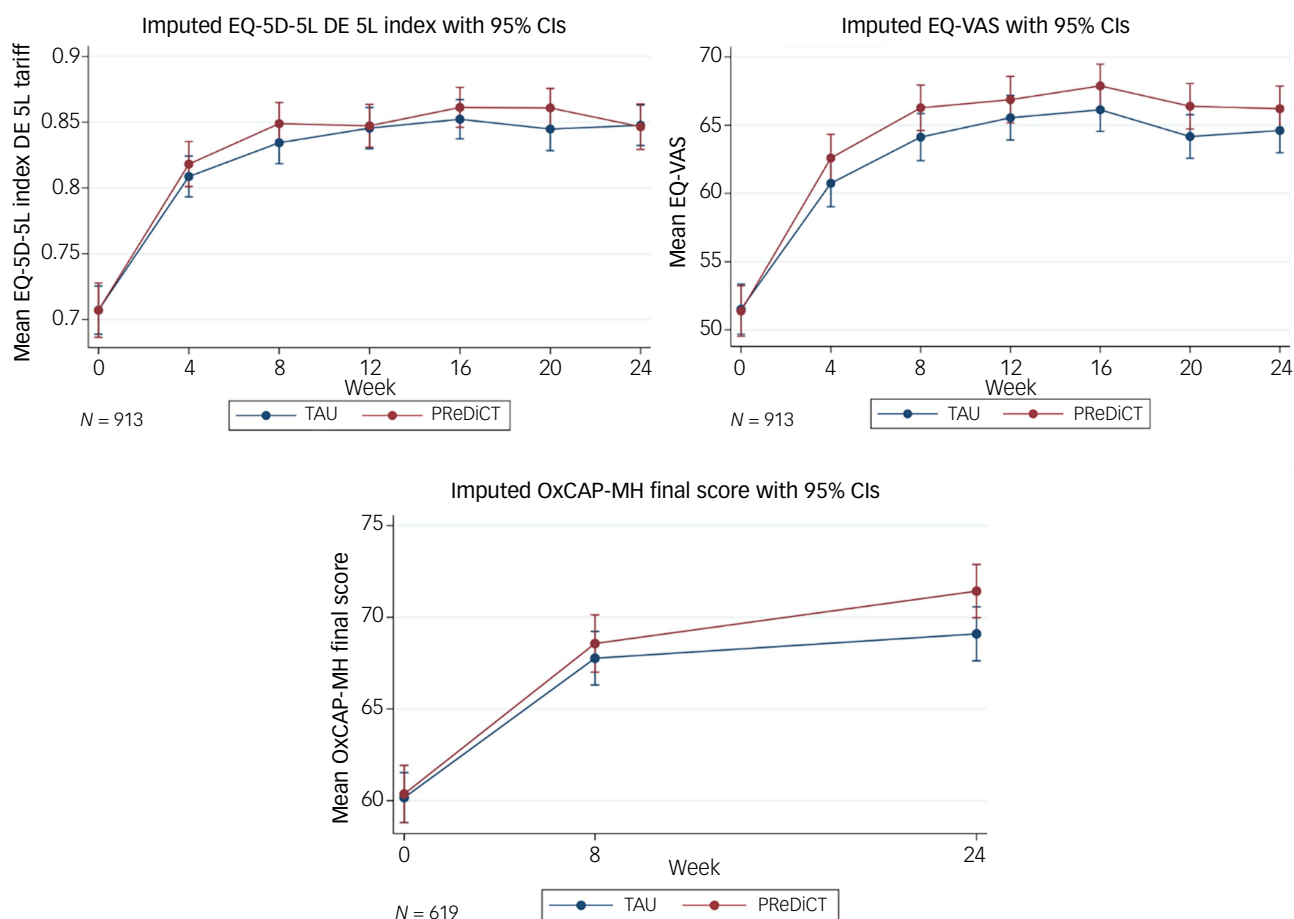 Imputed EQ-5D-5L DE 5L index with 95% CIs
Mean EQ-5D-5L index DE 5L tariff
0.9
0.85
0.8
0.75
0.7
0 4 8 12 16 20 24
Week
N = 913
TAU PReDiCT
Imputed EQ-VAS with 95% CIs
Mean EQ-VAS
70
65
60
55
50
0 4 8 12 16 20 24
Week
N = 913
TAU PReDiCT
Imputed OxCAP-MH final score with 95% CIs
Mean OxCAP-MH final score
75
70
65
60
0 8 24
Week
N = 619
TAU PReDiCT